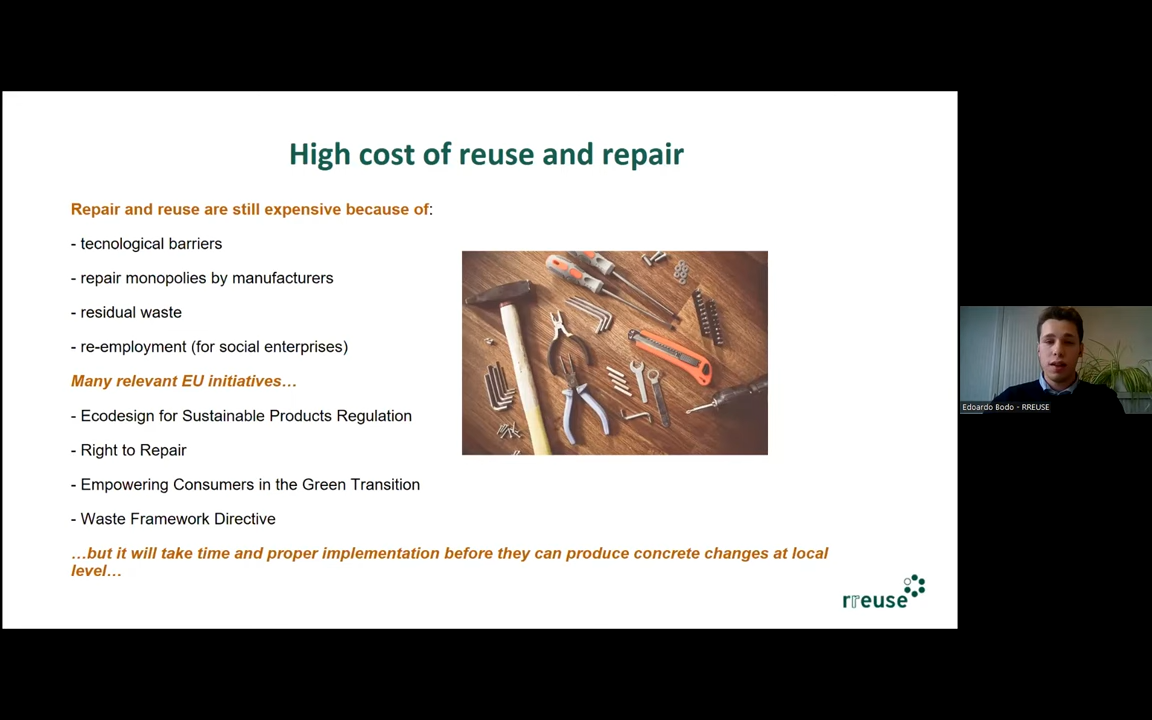 High cost of reuse and repair
Repair and reuse are still expensive because of:
- tecnological barriers
- repair monopolies by manufacturers
- residual waste
- re-employment (for social enterprises)
Many relevant EU initiatives…
- Ecodesign for Sustainable Products Regulation
- Right to Repair
- Empowering Consumers in the Green Transition
- Waste Framework Directive
…but it will take time and proper implementation before they can produce concrete changes at local
level…
rreuse
Edoardo Bodo - RREUSE